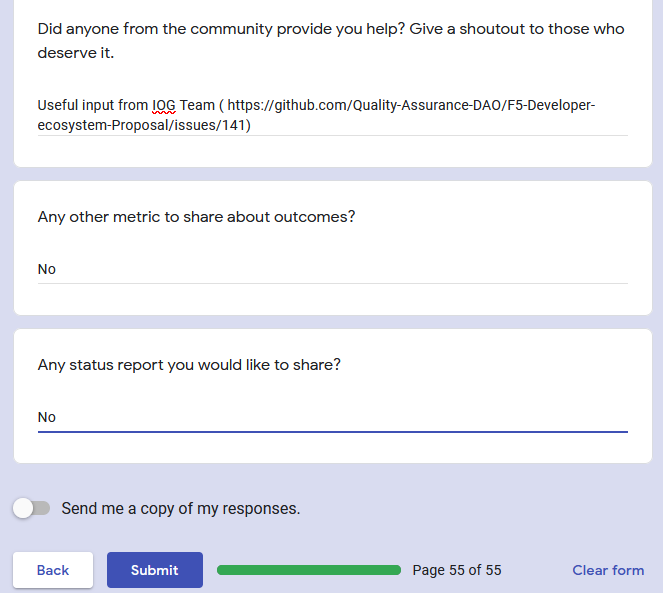 Did anyone from the community provide you help? Give a shoutout to those who
deserve it.
Useful input from IOG Team ( https://github.com/Quality-Assurance-DAO/F5-Developer-
ecosystem-Proposal/issues/141)
Any other metric to share about outcomes?
No
Any status report you would like to share?
No
Send me a copy of my responses.
Back Submit Page 55 of 55 Clear form